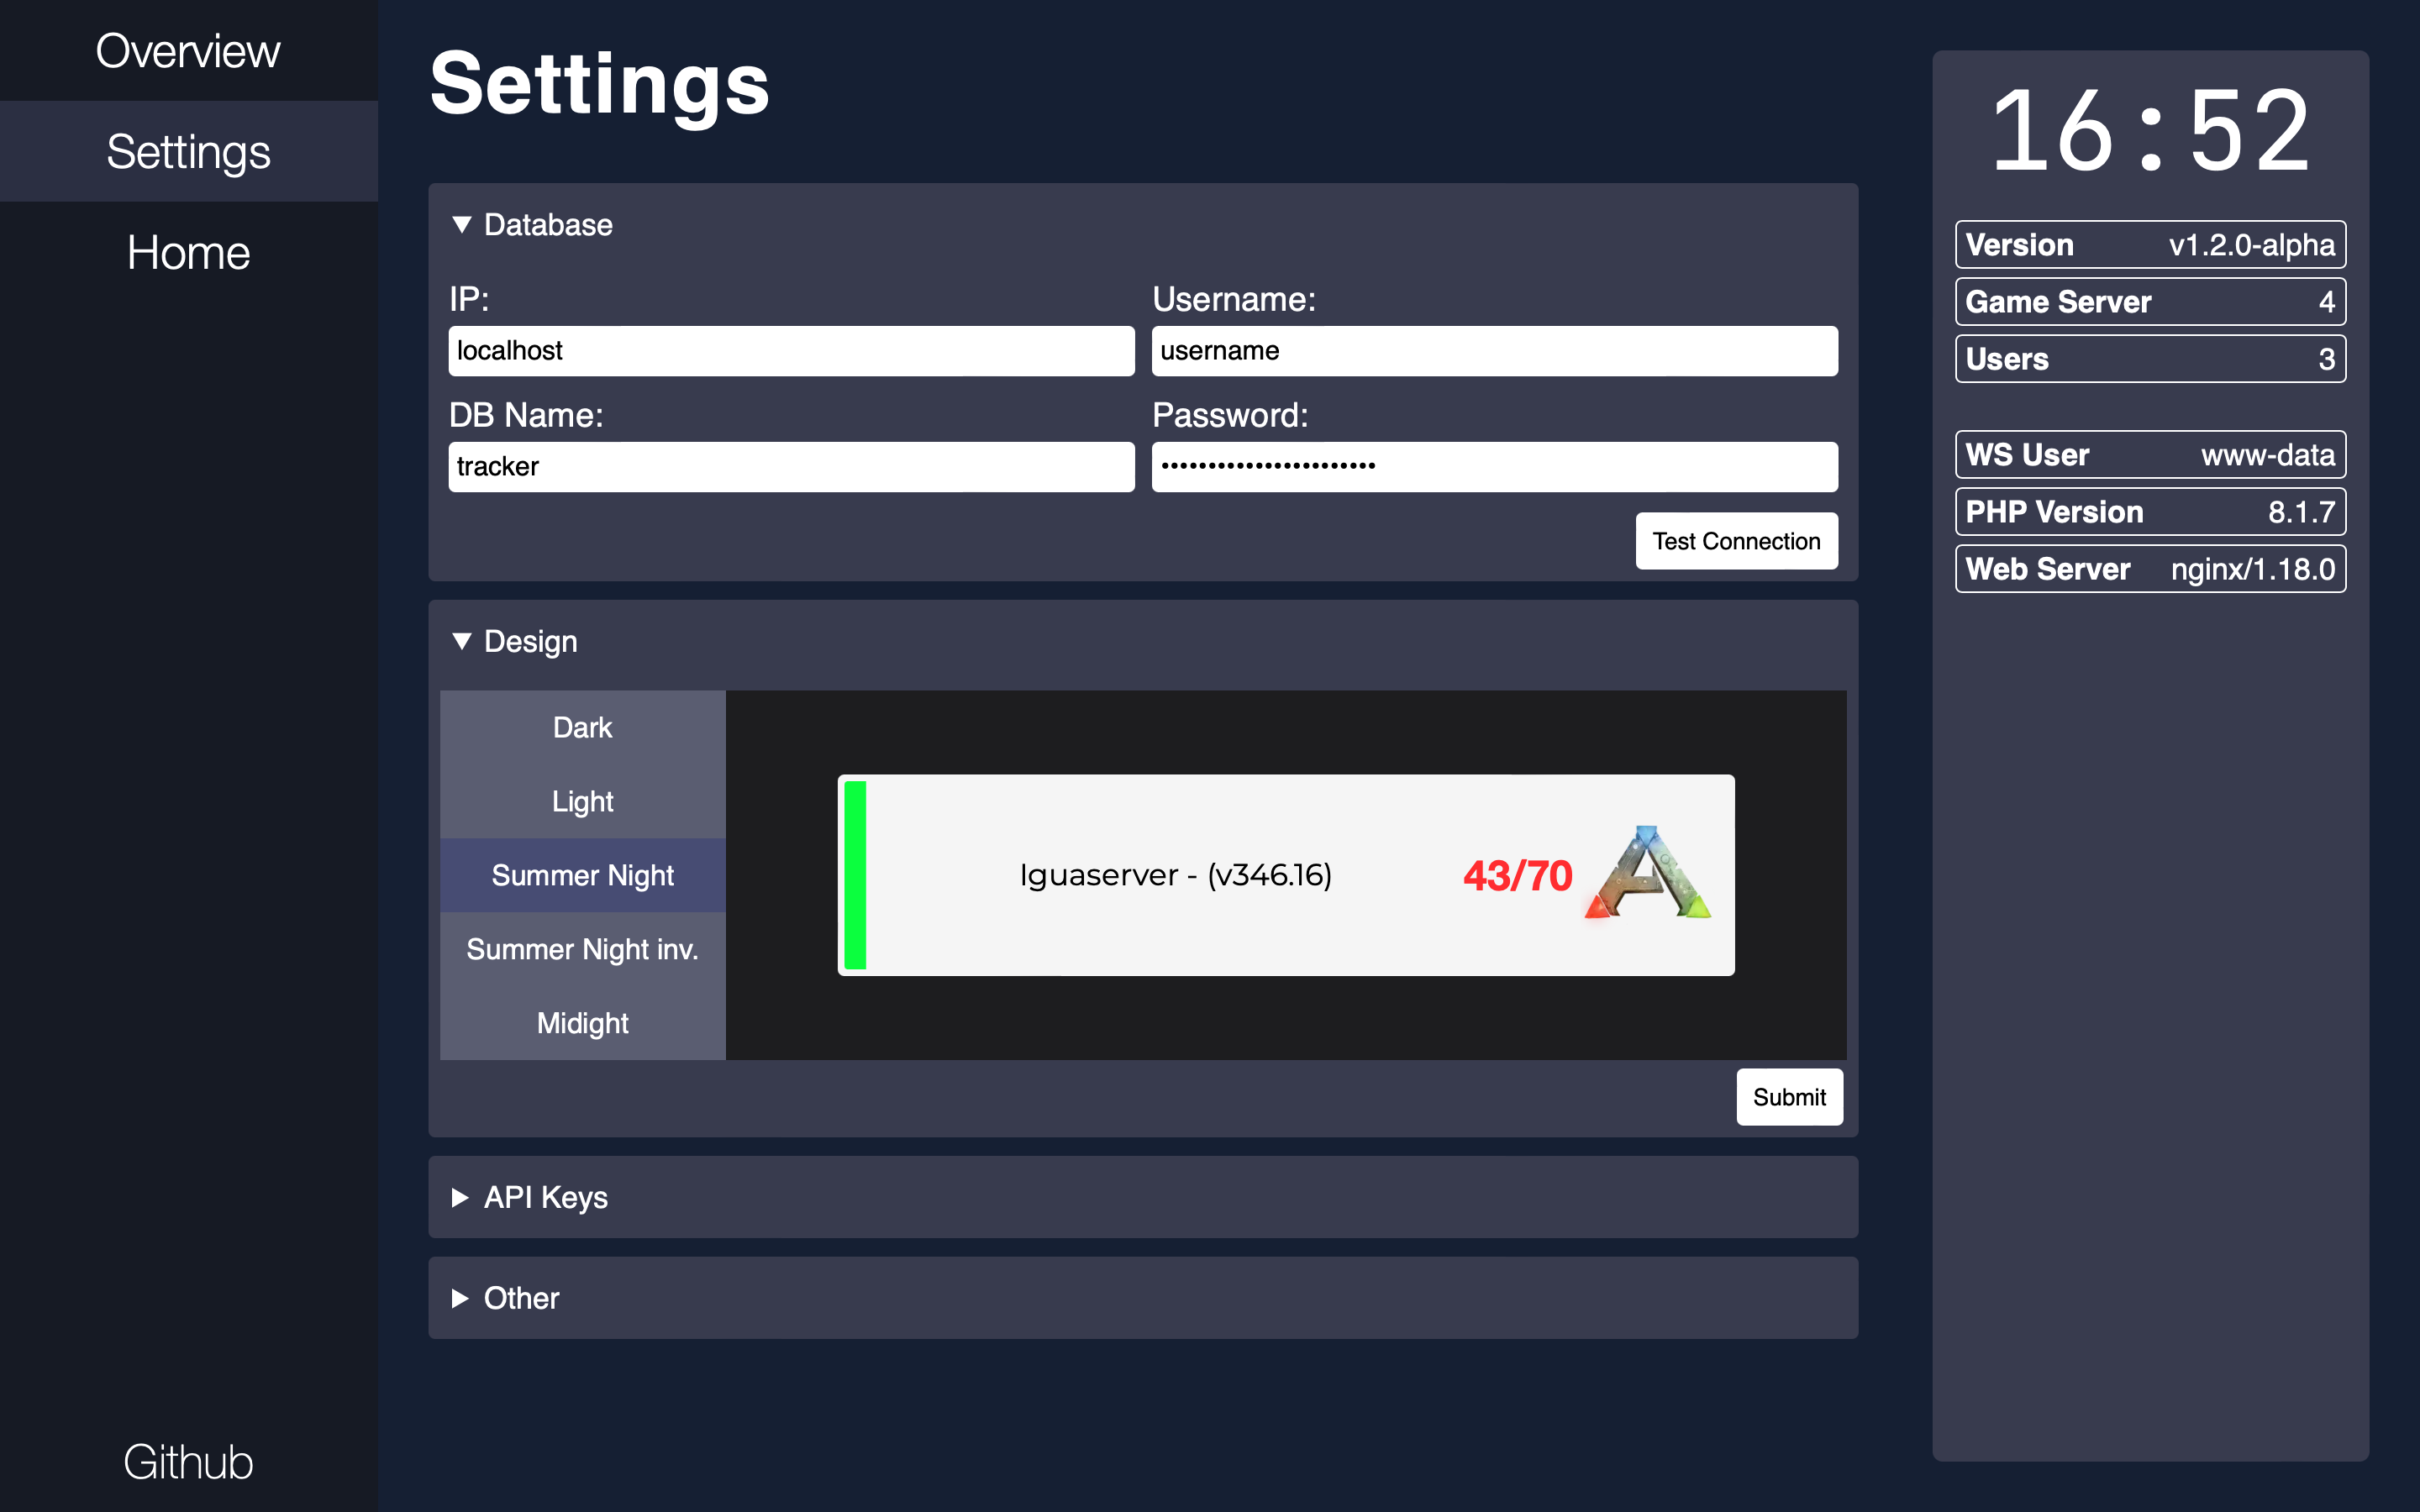 Overview
Settings
Home
Github
Settings
Database
IP:
localhost
Username:
username
DB Name:
tracker
Password:
•••••••••••••••••••••••
Test Connection
Design
Dark
Light
Summer Night
Summer Night inv.
Midight
Iguaserver - (v346.16)
43/70
Submit
API Keys
Other
16:52
Version v1.2.0-alpha
Game Server 4
Users 3
WS User www-data
PHP Version 8.1.7
Web Server nginx/1.18.0